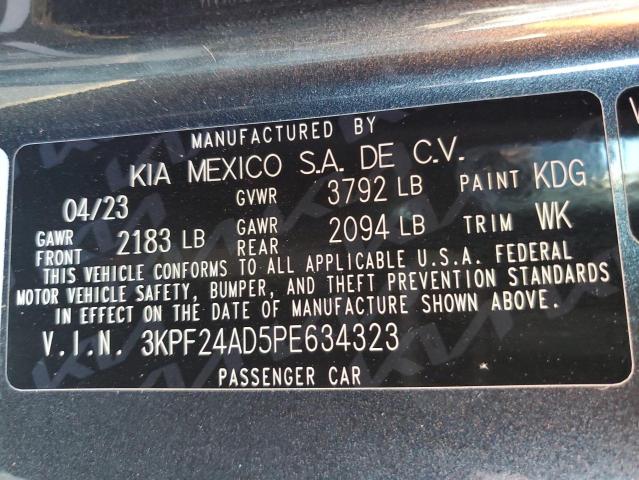 MANUFACTURED BY
KIA MEXICO S.A. DE C.V.
04/23 GVWR 3792 LB PAINT KDG
GAWR FRONT 2183 LB GAWR REAR 2094 LB TRIM WK
THIS VEHICLE CONFORMS TO ALL APPLICABLE U.S.A. FEDERAL
MOTOR VEHICLE SAFETY, BUMPER, AND THEFT PREVENTION STANDARDS
IN EFFECT ON THE DATE OF MANUFACTURE SHOWN ABOVE.
V.I.N. 3KPF24AD5PE634323
PASSENGER CAR